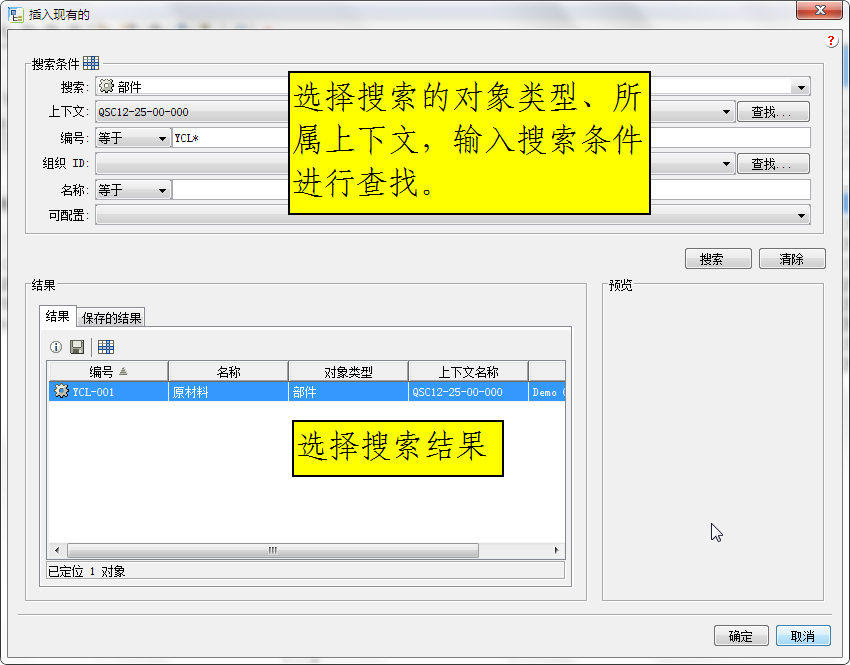 插入现有的
?
搜索条件
搜索: 部件
上下文: QSC12-25-00-000 查找...
编号: 等于 YCL*
组织 ID: 查找...
名称: 等于
可配置:
选择搜索的对象类型、所
属上下文，输入搜索条件
进行查找。
搜索 清除
结果
预览
结果 保存的结果
编号 名称 对象类型 上下文名称
YCL-001 原材料 部件 QSC12-25-00-000 Demo
选择搜索结果
已定位 1 对象
确定 取消